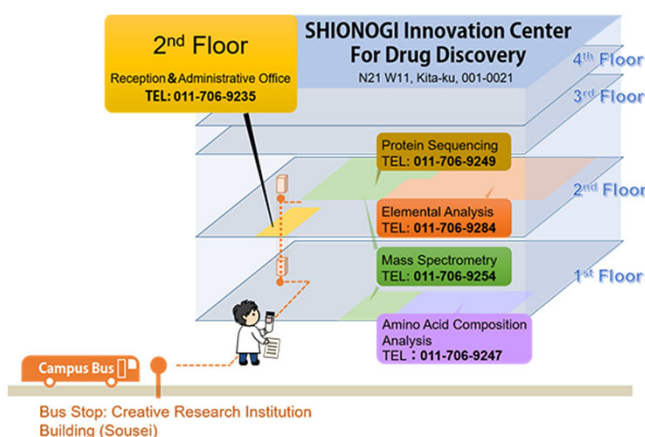 SHIONOGI Innovation Center
For Drug Discovery
N21 W11, Kita-ku, 001-0021
2nd Floor
Reception & Administrative Office
TEL: 011-706-9235
4th Floor
3rd Floor
Protein Sequencing
TEL: 011-706-9249
2nd Floor
Elemental Analysis
TEL: 011-706-9284
Mass Spectrometry
TEL: 011-706-9254
1st Floor
Amino Acid Composition
Analysis
TEL：011-706-9247
Campus Bus
Bus Stop: Creative Research Institution
Building (Sousei)